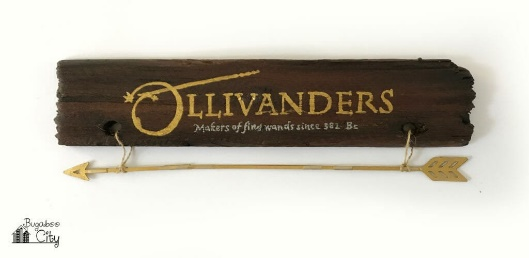 OLLIVANDERS
Makers of fine wands since 382 Bc
Bugaboo
City